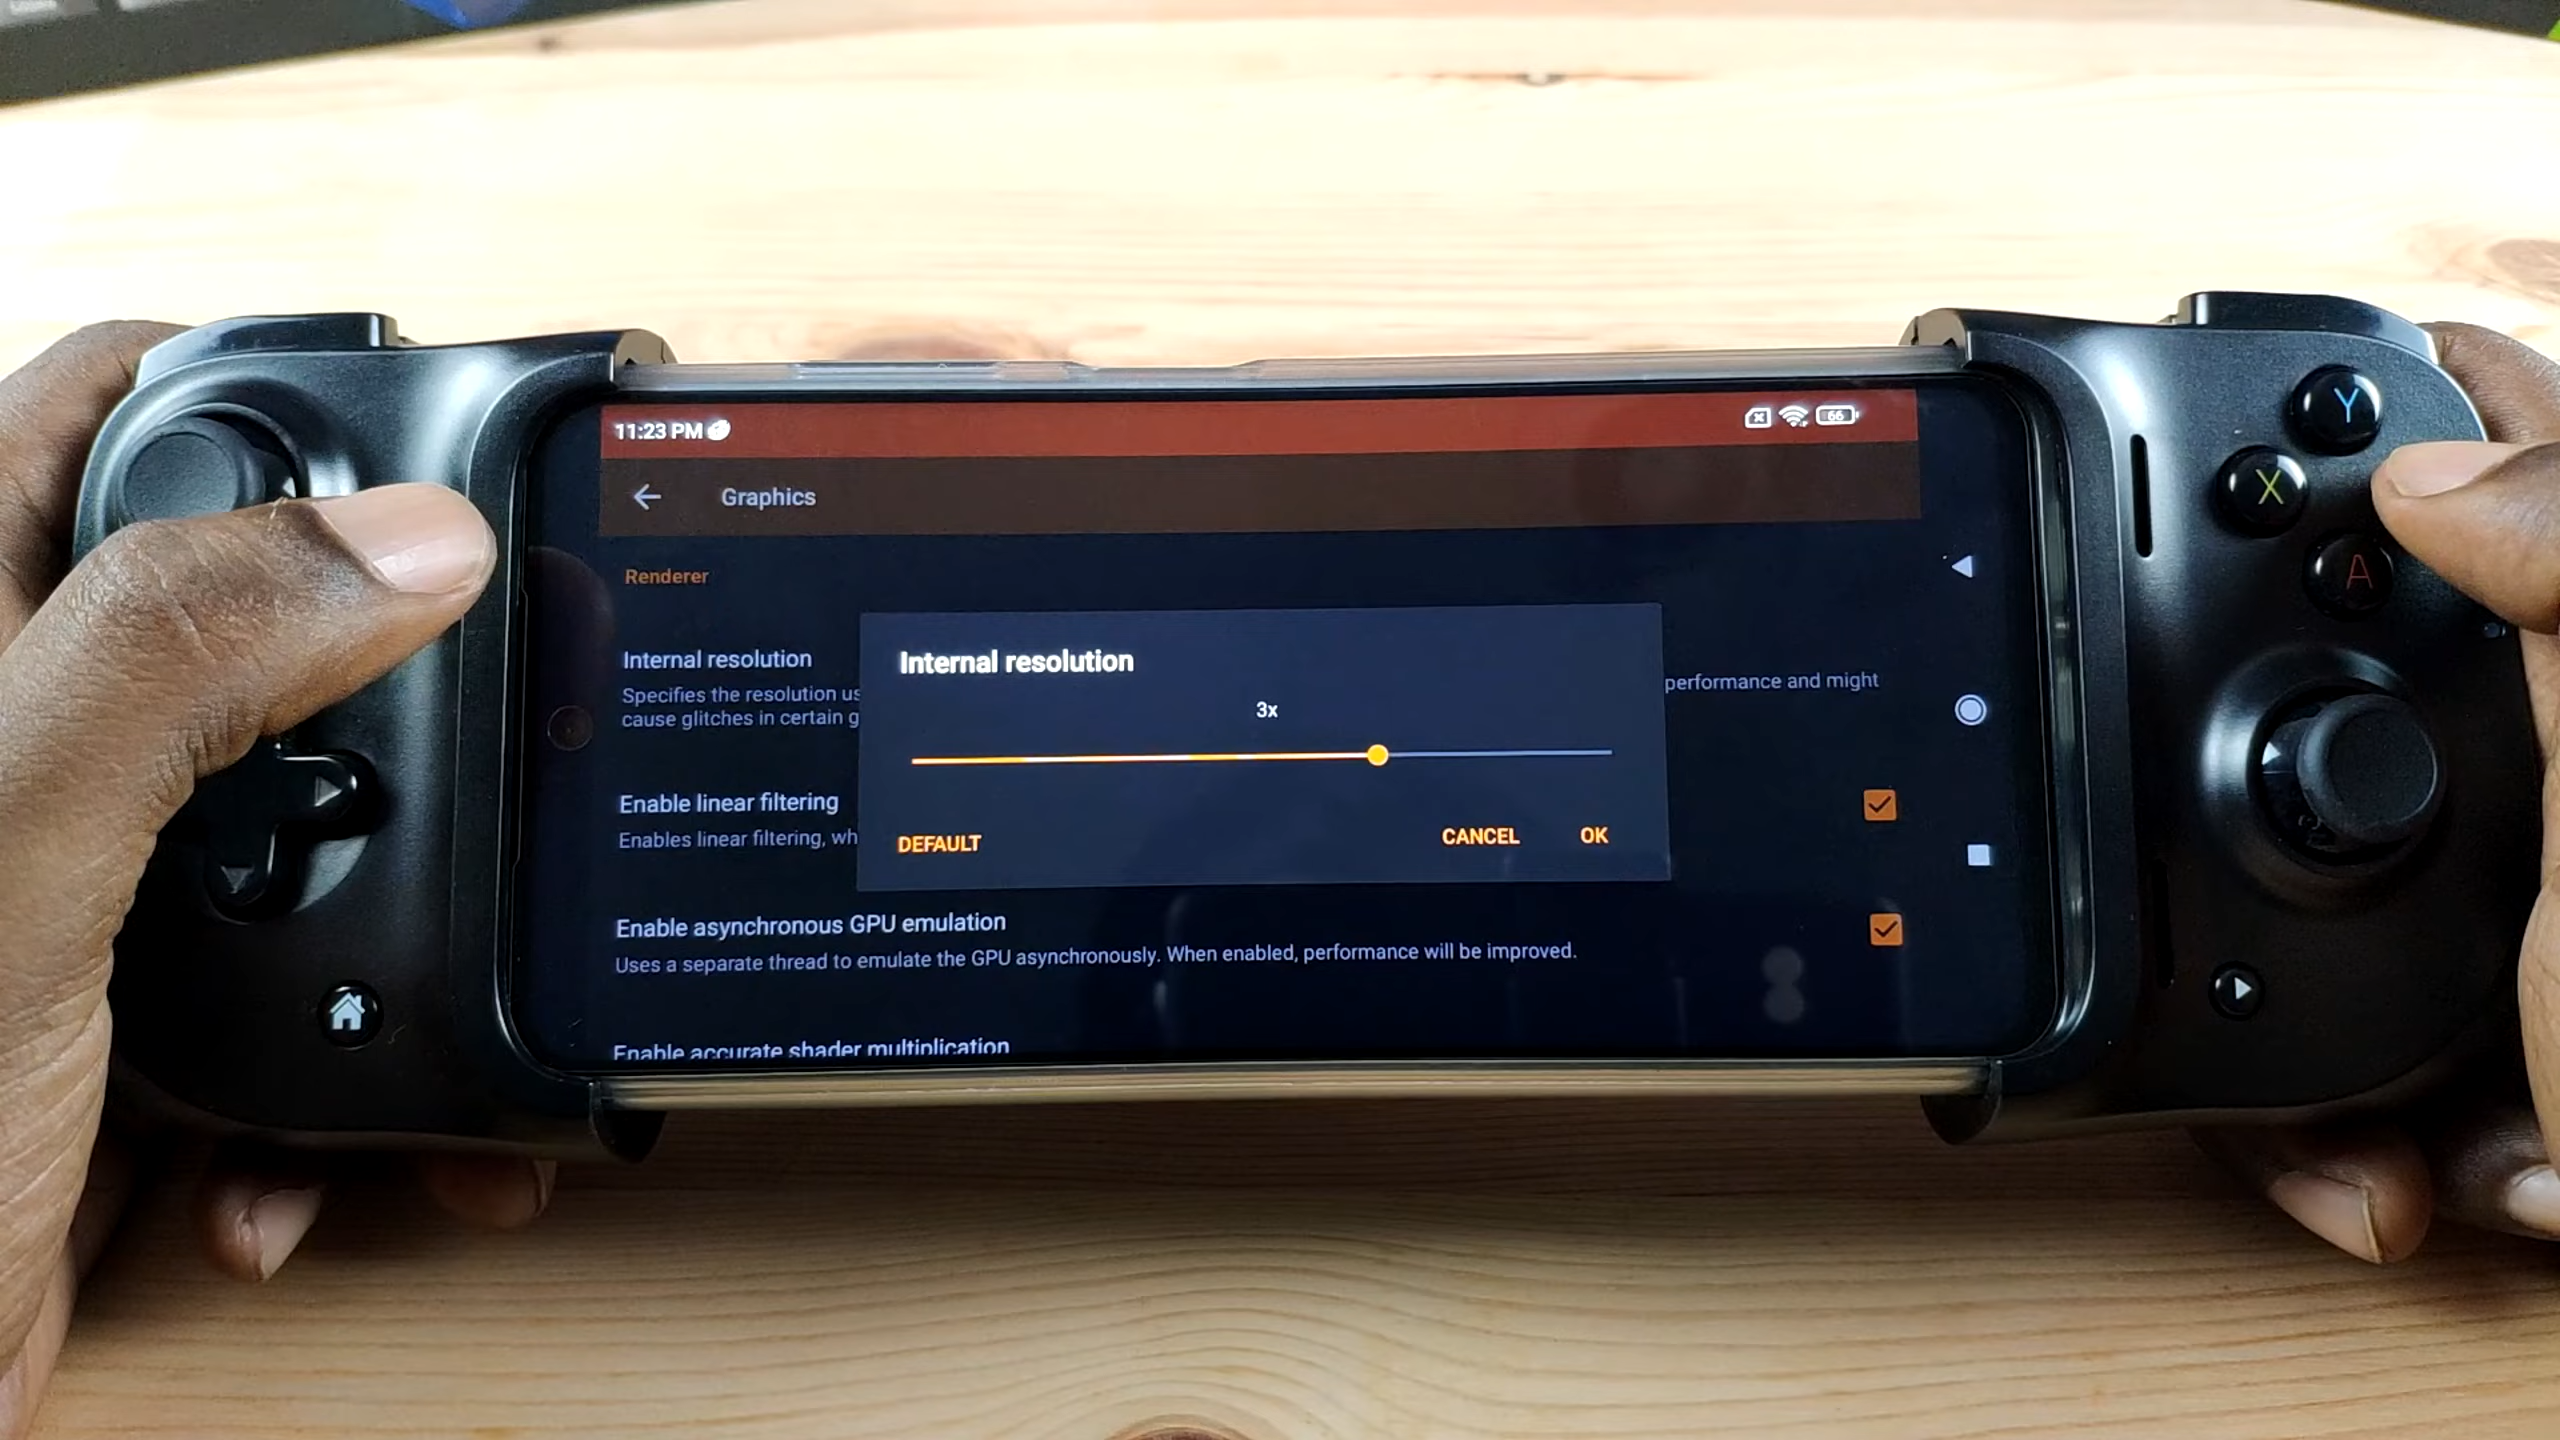 11:23 PM
66
Graphics
Renderer
Internal resolution
Specifies the resolution us
performance and might
cause glitches in certain g
Internal resolution
3x
DEFAULT
CANCEL
OK
Enable linear filtering
Enables linear filtering, wh
Enable asynchronous GPU emulation
Uses a separate thread to emulate the GPU asynchronously. When enabled, performance will be improved.
Enable accurate shader multiplication
Y
X
A